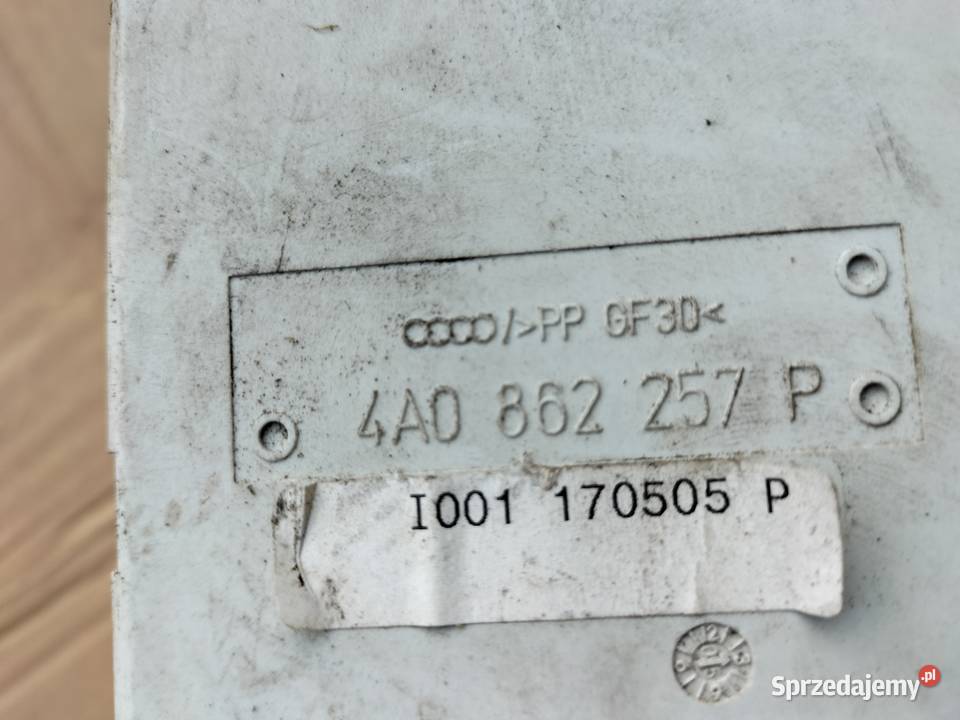 />PP GF30<
4A0 862 257 P
I001 170505 P
Sprzedajemy.pl